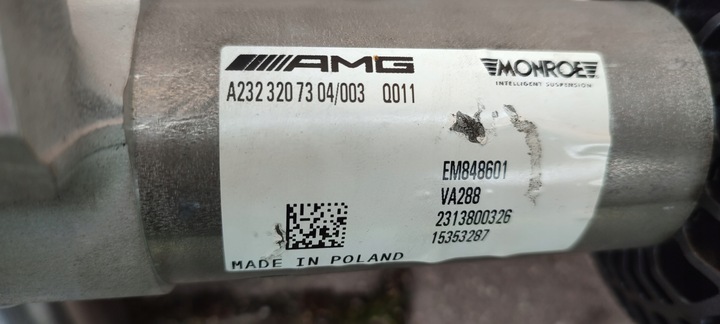 AMG
MONROE
INTELLIGENT SUSPENSION
A232 320 73 04/003 Q011
EM848601
VA288
2313800326
15353287
MADE IN POLAND